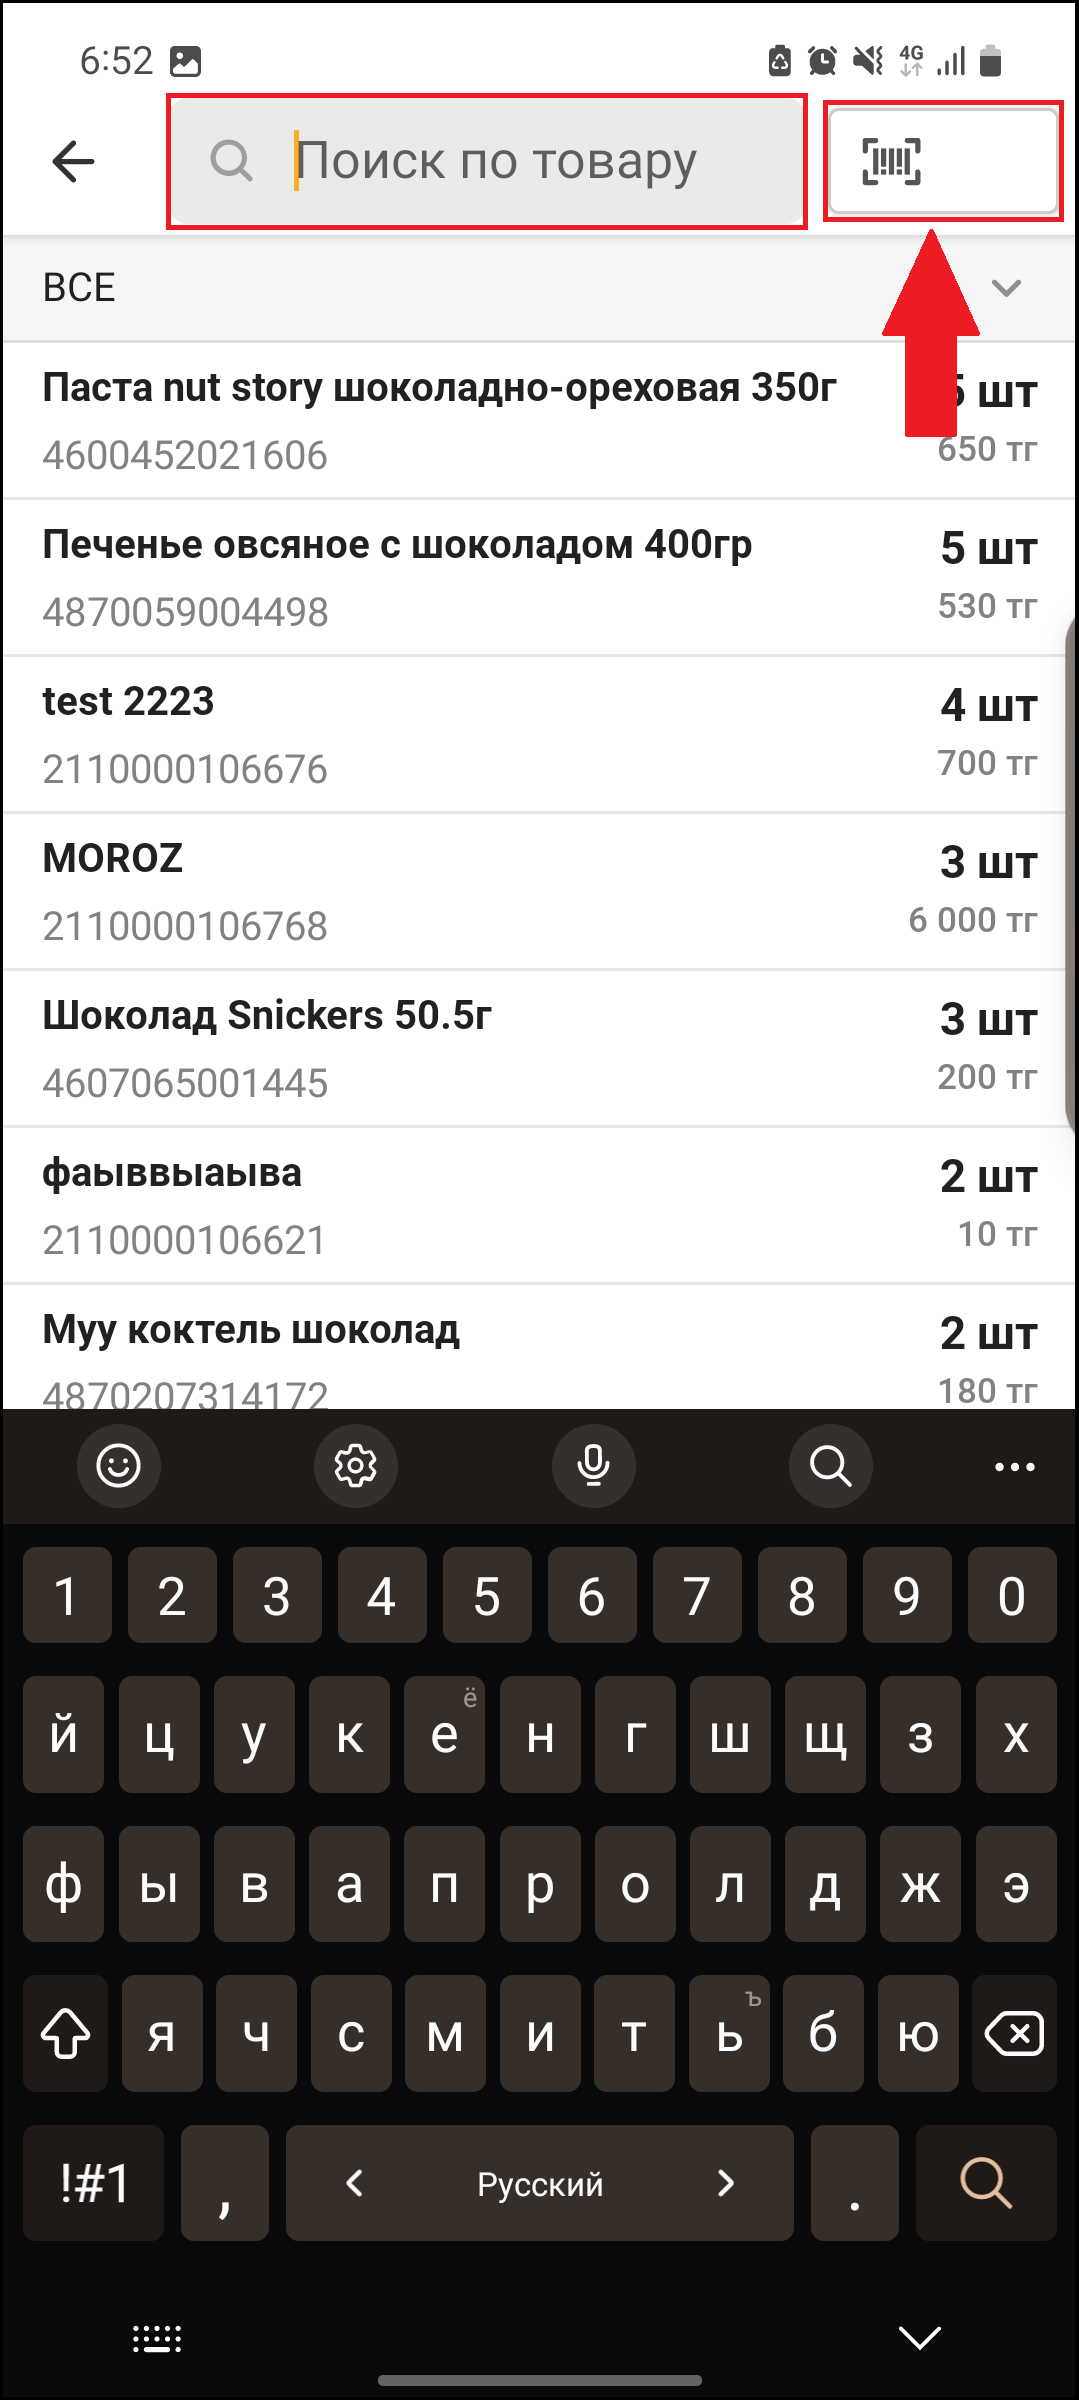 6:52 4G
Поиск по товару
ВСЕ
Паста nut story шоколадно-ореховая 350г
5 шт
4600452021606
650 тг
Печенье овсяное с шоколадом 400гр
5 шт
4870059004498
530 тг
test 2223
4 шт
2110000106676
700 тг
MOROZ
3 шт
2110000106768
6 000 тг
Шоколад Snickers 50.5г
3 шт
4607065001445
200 тг
фаыввыаыва
2 шт
2110000106621
10 тг
Муу коктель шоколад
2 шт
4870207314172
180 тг
1 2 3 4 5 6 7 8 9 0
й ц у к е ё н г ш щ з х
ф ы в а п р о л д ж э
я ч с м и т ь ъ б ю
!#1 , < Русский > .